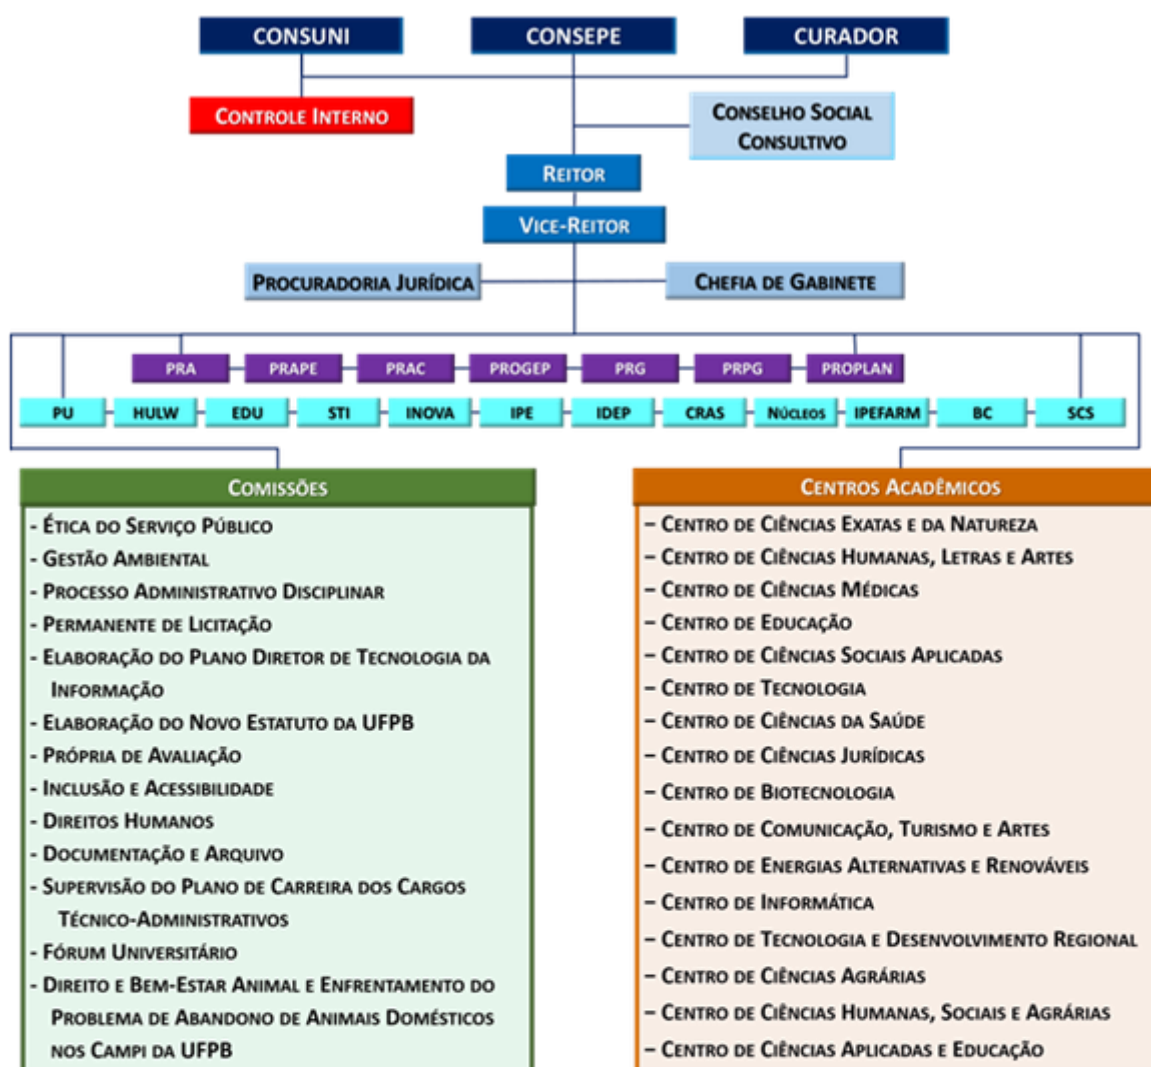 CONSUNI CONSEPE CURADOR
CONTROLE INTERNO
CONSELHO SOCIAL
CONSULTIVO
REITOR
VICE-REITOR
PROCURADORIA JURÍDICA CHEFIA DE GABINETE
PRA PRAPE PRAC PROGEP PRG PRPG PROPLAN
PU HULW EDU STI INOVA IPE IDEP CRAS NÚCLEOS IPEFARM BC SCS
COMISSÕES
- ÉTICA DO SERVIÇO PÚBLICO
- GESTÃO AMBIENTAL
- PROCESSO ADMINISTRATIVO DISCIPLINAR
- PERMANENTE DE LICITAÇÃO
- ELABORAÇÃO DO PLANO DIRETOR DE TECNOLOGIA DA
INFORMAÇÃO
- ELABORAÇÃO DO NOVO ESTATUTO DA UFPB
- PRÓPRIA DE AVALIAÇÃO
- INCLUSÃO E ACESSIBILIDADE
- DIREITOS HUMANOS
- DOCUMENTAÇÃO E ARQUIVO
- SUPERVISÃO DO PLANO DE CARREIRA DOS CARGOS
TÉCNICO-ADMINISTRATIVOS
- FÓRUM UNIVERSITÁRIO
- DIREITO E BEM-ESTAR ANIMAL E ENFRENTAMENTO DO
PROBLEMA DE ABANDONO DE ANIMAIS DOMÉSTICOS
NOS CAMPI DA UFPB
CENTROS ACADÊMICOS
– CENTRO DE CIÊNCIAS EXATAS E DA NATUREZA
– CENTRO DE CIÊNCIAS HUMANAS, LETRAS E ARTES
– CENTRO DE CIÊNCIAS MÉDICAS
– CENTRO DE EDUCAÇÃO
– CENTRO DE CIÊNCIAS SOCIAIS APLICADAS
– CENTRO DE TECNOLOGIA
– CENTRO DE CIÊNCIAS DA SAÚDE
– CENTRO DE CIÊNCIAS JURÍDICAS
– CENTRO DE BIOTECNOLOGIA
– CENTRO DE COMUNICAÇÃO, TURISMO E ARTES
– CENTRO DE ENERGIAS ALTERNATIVAS E RENOVÁVEIS
– CENTRO DE INFORMÁTICA
– CENTRO DE TECNOLOGIA E DESENVOLVIMENTO REGIONAL
– CENTRO DE CIÊNCIAS AGRÁRIAS
– CENTRO DE CIÊNCIAS HUMANAS, SOCIAIS E AGRÁRIAS
– CENTRO DE CIÊNCIAS APLICADAS E EDUCAÇÃO